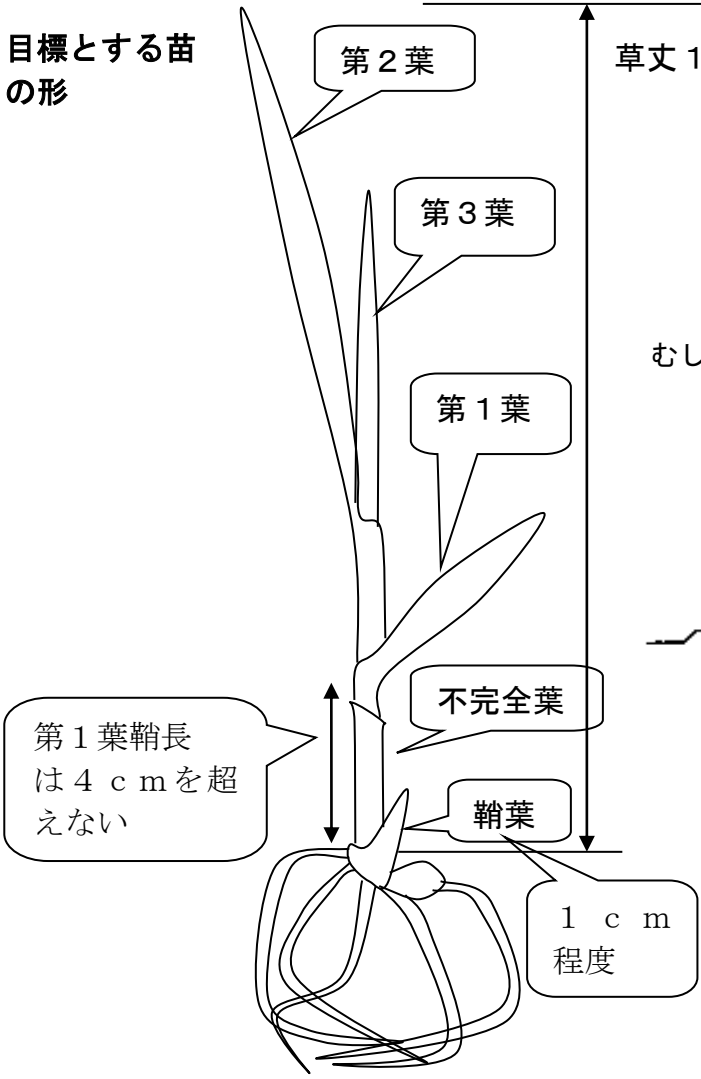 目標とする苗
の形
第２葉
草丈１
第３葉
むし
第１葉
不完全葉
第１葉鞘長
は４ｃｍを超
えない
鞘葉
１ｃｍ
程度